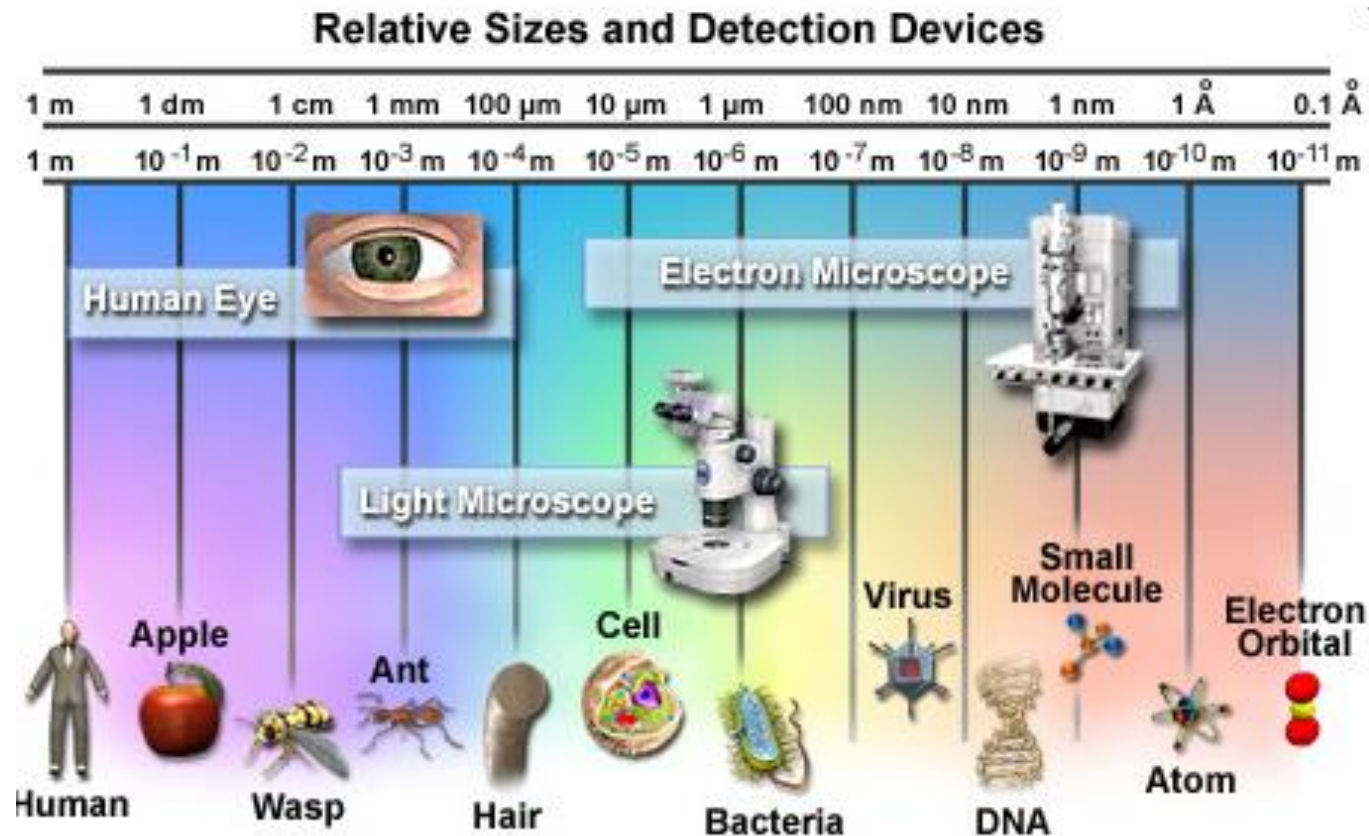 Relative Sizes and Detection Devices
1 m 1 dm 1 cm 1 mm 100 µm 10 µm 1 µm 100 nm 10 nm 1 nm 1 Å 0.1 Å
1 m 10⁻¹ m 10⁻² m 10⁻³ m 10⁻⁴ m 10⁻⁵ m 10⁻⁶ m 10⁻⁷ m 10⁻⁸ m 10⁻⁹ m 10⁻¹⁰ m 10⁻¹¹ m
Human Eye
Electron Microscope
Light Microscope
Human
Apple
Wasp
Ant
Hair
Cell
Bacteria
Virus
DNA
Small
Molecule
Atom
Electron
Orbital